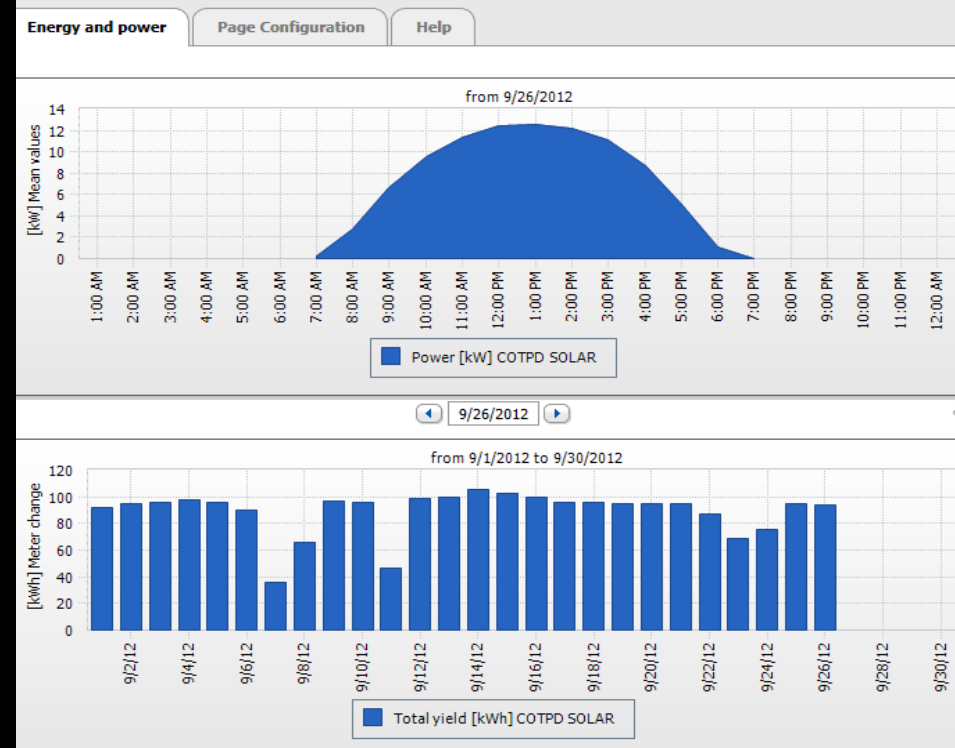 Energy and power Page Configuration Help
from 9/26/2012
[kW] Mean values
14
12
10
8
6
4
2
0
1:00 AM 2:00 AM 3:00 AM 4:00 AM 5:00 AM 6:00 AM 7:00 AM 8:00 AM 9:00 AM 10:00 AM 11:00 AM 12:00 PM 1:00 PM 2:00 PM 3:00 PM 4:00 PM 5:00 PM 6:00 PM 7:00 PM 8:00 PM 9:00 PM 10:00 PM 11:00 PM 12:00 AM
Power [kW] COTPD SOLAR
9/26/2012
from 9/1/2012 to 9/30/2012
[kWh] Meter change
120
100
80
60
40
20
0
9/2/12 9/4/12 9/6/12 9/8/12 9/10/12 9/12/12 9/14/12 9/16/12 9/18/12 9/20/12 9/22/12 9/24/12 9/26/12 9/28/12 9/30/12
Total yield [kWh] COTPD SOLAR